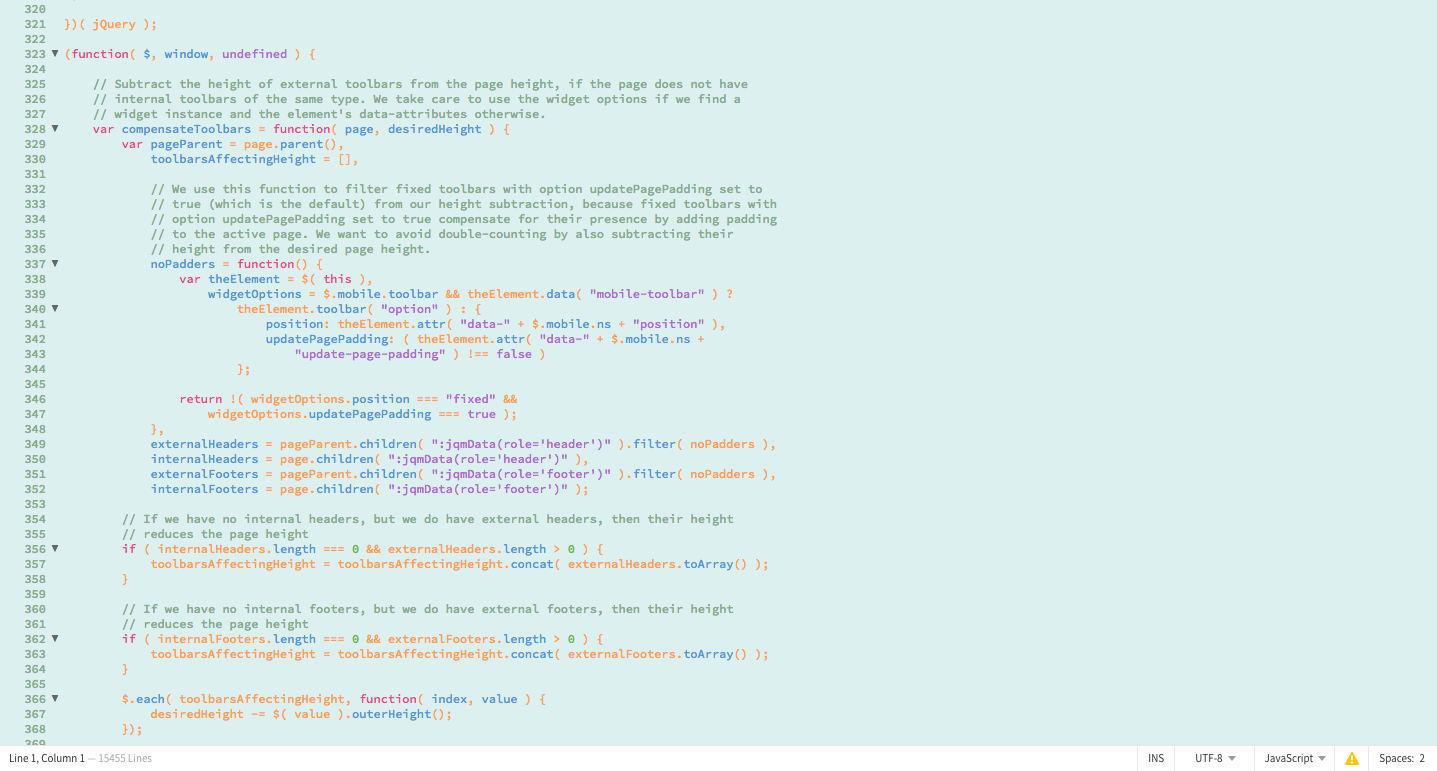 320
321 })( jQuery );
322
323 (function( $, window, undefined ) {
324
325     // Subtract the height of external toolbars from the page height, if the page does not have
326     // internal toolbars of the same type. We take care to use the widget options if we find a
327     // widget instance and the element's data-attributes otherwise.
328     var compensateToolbars = function( page, desiredHeight ) {
329         var pageParent = page.parent(),
330             toolbarsAffectingHeight = [],
331
332             // We use this function to filter fixed toolbars with option updatePagePadding set to
333             // true (which is the default) from our height subtraction, because fixed toolbars with
334             // option updatePagePadding set to true compensate for their presence by adding padding
335             // to the active page. We want to avoid double-counting by also subtracting their
336             // height from the desired page height.
337             noPadders = function() {
338                 var theElement = $( this ),
339                     widgetOptions = $.mobile.toolbar && theElement.data( "mobile-toolbar" ) ?
340                         theElement.toolbar( "option" ) : {
341                             position: theElement.attr( "data-" + $.mobile.ns + "position" ),
342                             updatePagePadding: ( theElement.attr( "data-" + $.mobile.ns +
343                                 "update-page-padding" ) !== false )
344                         };
345
346                 return !( widgetOptions.position === "fixed" &&
347                     widgetOptions.updatePagePadding === true );
348             },
349             externalHeaders = pageParent.children( ":jqmData(role='header')" ).filter( noPadders ),
350             internalHeaders = page.children( ":jqmData(role='header')" ),
351             externalFooters = pageParent.children( ":jqmData(role='footer')" ).filter( noPadders ),
352             internalFooters = page.children( ":jqmData(role='footer')" );
353
354         // If we have no internal headers, but we do have external headers, then their height
355         // reduces the page height
356         if ( internalHeaders.length === 0 && externalHeaders.length > 0 ) {
357             toolbarsAffectingHeight = toolbarsAffectingHeight.concat( externalHeaders.toArray() );
358         }
359
360         // If we have no internal footers, but we do have external footers, then their height
361         // reduces the page height
362         if ( internalFooters.length === 0 && externalFooters.length > 0 ) {
363             toolbarsAffectingHeight = toolbarsAffectingHeight.concat( externalFooters.toArray() );
364         }
365
366         $.each( toolbarsAffectingHeight, function( index, value ) {
367             desiredHeight -= $( value ).outerHeight();
368         });
369
Line 1, Column 1 — 15455 Lines INS UTF-8 JavaScript Spaces: 2